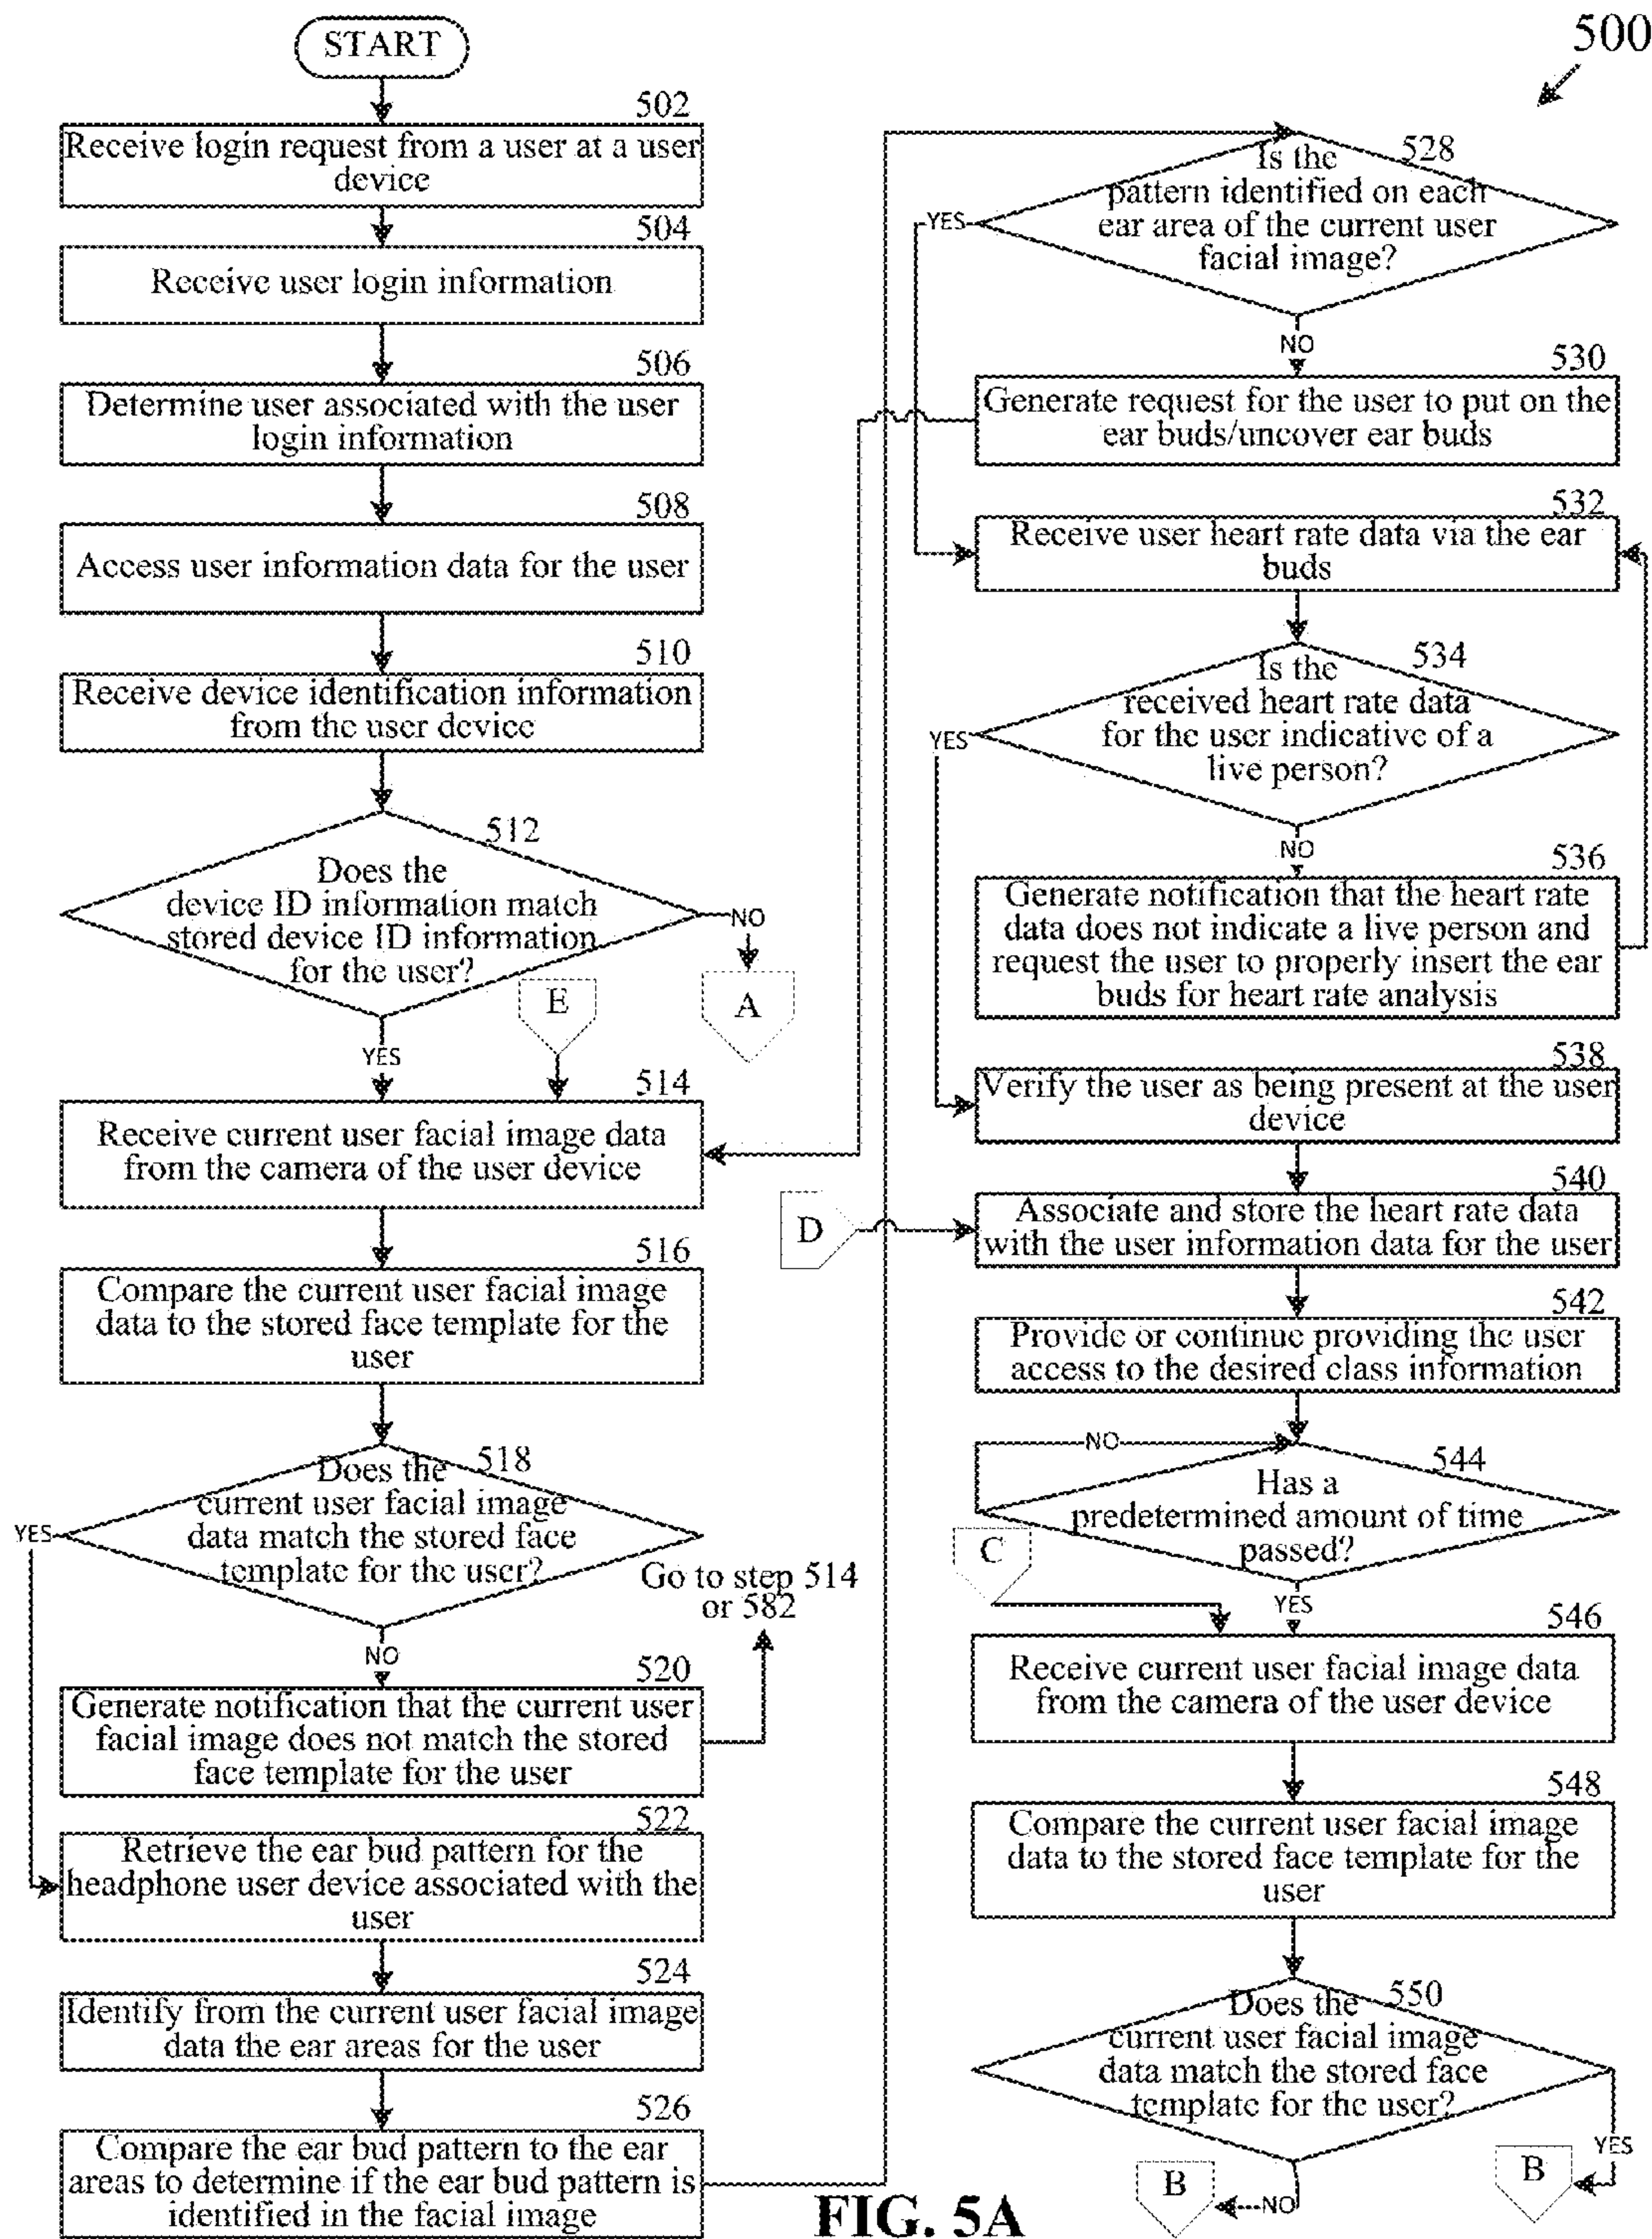 500
START
502
Receive login request from a user at a user
device
504
Receive user login information
506
Determine user associated with the user
login information
508
Access user information data for the user
510
Receive device identification information
from the user device
512
Does the
device ID information match
stored device ID information
for the user?
NO
A
E
YES
514
Receive current user facial image data
from the camera of the user device
516
Compare the current user facial image
data to the stored face template for the
user
518
Does the
current user facial image
data match the stored face
template for the user?
YES
NO
Go to step 514
or 582
520
Generate notification that the current user
facial image does not match the stored
face template for the user
522
Retrieve the ear bud pattern for the
headphone user device associated with the
user
524
Identify from the current user facial image
data the ear areas for the user
526
Compare the ear bud pattern to the ear
areas to determine if the ear bud pattern is
identified in the facial image
528
Is the
pattern identified on each
ear area of the current user
facial image?
YES
NO
530
Generate request for the user to put on the
ear buds/uncover ear buds
532
Receive user heart rate data via the ear
buds
534
Is the
received heart rate data
for the user indicative of a
live person?
YES
NO
536
Generate notification that the heart rate
data does not indicate a live person and
request the user to properly insert the ear
buds for heart rate analysis
538
Verify the user as being present at the user
device
D
540
Associate and store the heart rate data
with the user information data for the user
542
Provide or continue providing the user
access to the desired class information
NO
544
Has a
predetermined amount of time
passed?
C
YES
546
Receive current user facial image data
from the camera of the user device
548
Compare the current user facial image
data to the stored face template for the
user
550
Does the
current user facial image
data match the stored face
template for the user?
YES
B
NO
B
FIG. 5A